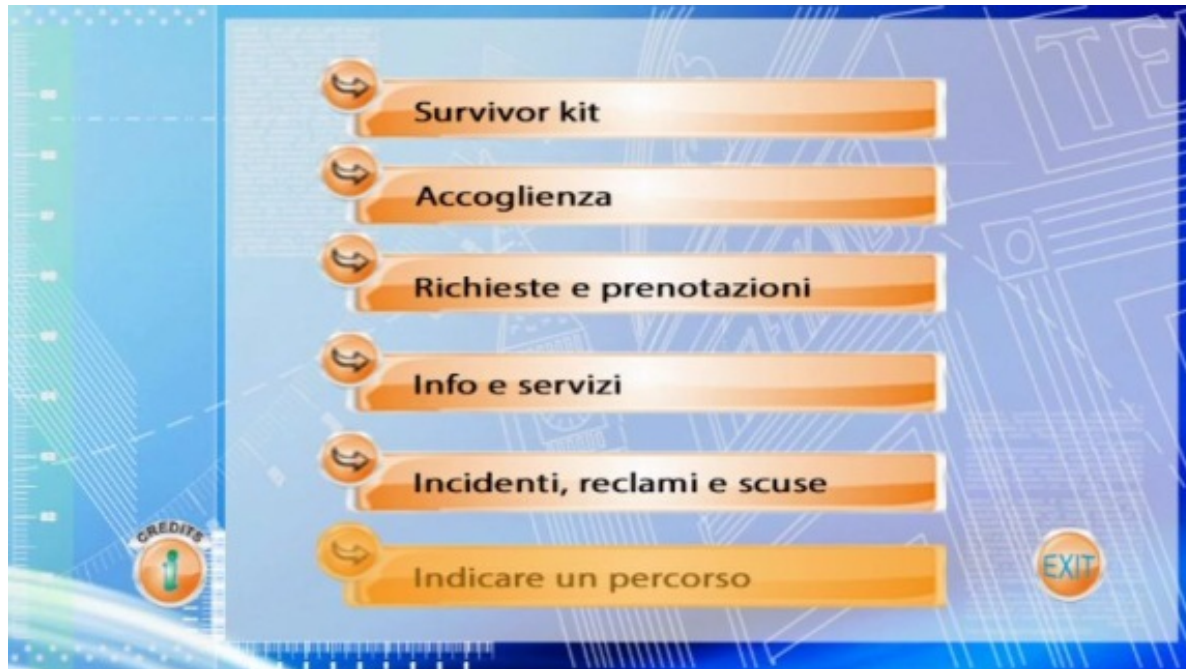 Survivor kit
Accoglienza
Richieste e prenotazioni
Info e servizi
Incidenti, reclami e scuse
Indicare un percorso
CREDITS
i
EXIT